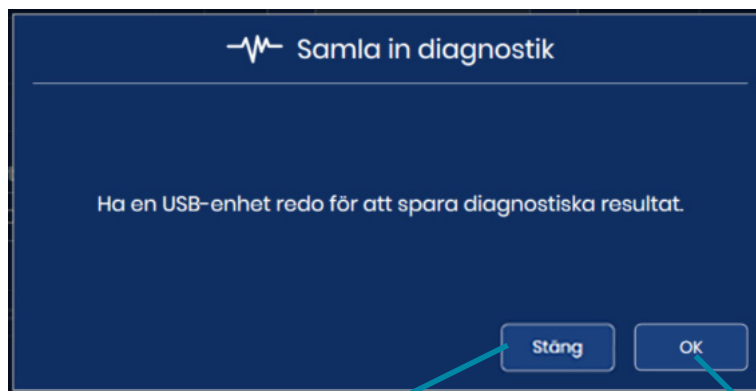 Samla in diagnostik
Ha en USB-enhet redo för att spara diagnostiska resultat.
Stäng OK